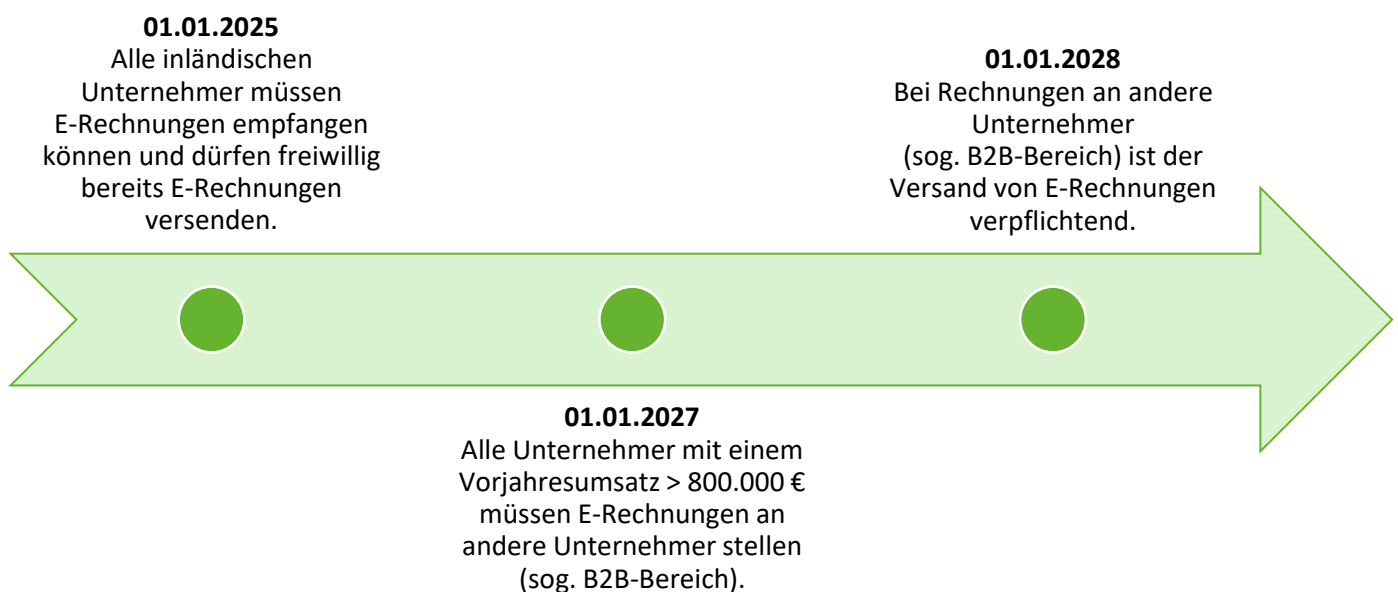 01.01.2025
Alle inländischen
Unternehmer müssen
E-Rechnungen empfangen
können und dürfen freiwillig
bereits E-Rechnungen
versenden.
01.01.2027
Alle Unternehmer mit einem
Vorjahresumsatz > 800.000 €
müssen E-Rechnungen an
andere Unternehmer stellen
(sog. B2B-Bereich).
01.01.2028
Bei Rechnungen an andere
Unternehmer
(sog. B2B-Bereich) ist der
Versand von E-Rechnungen
verpflichtend.